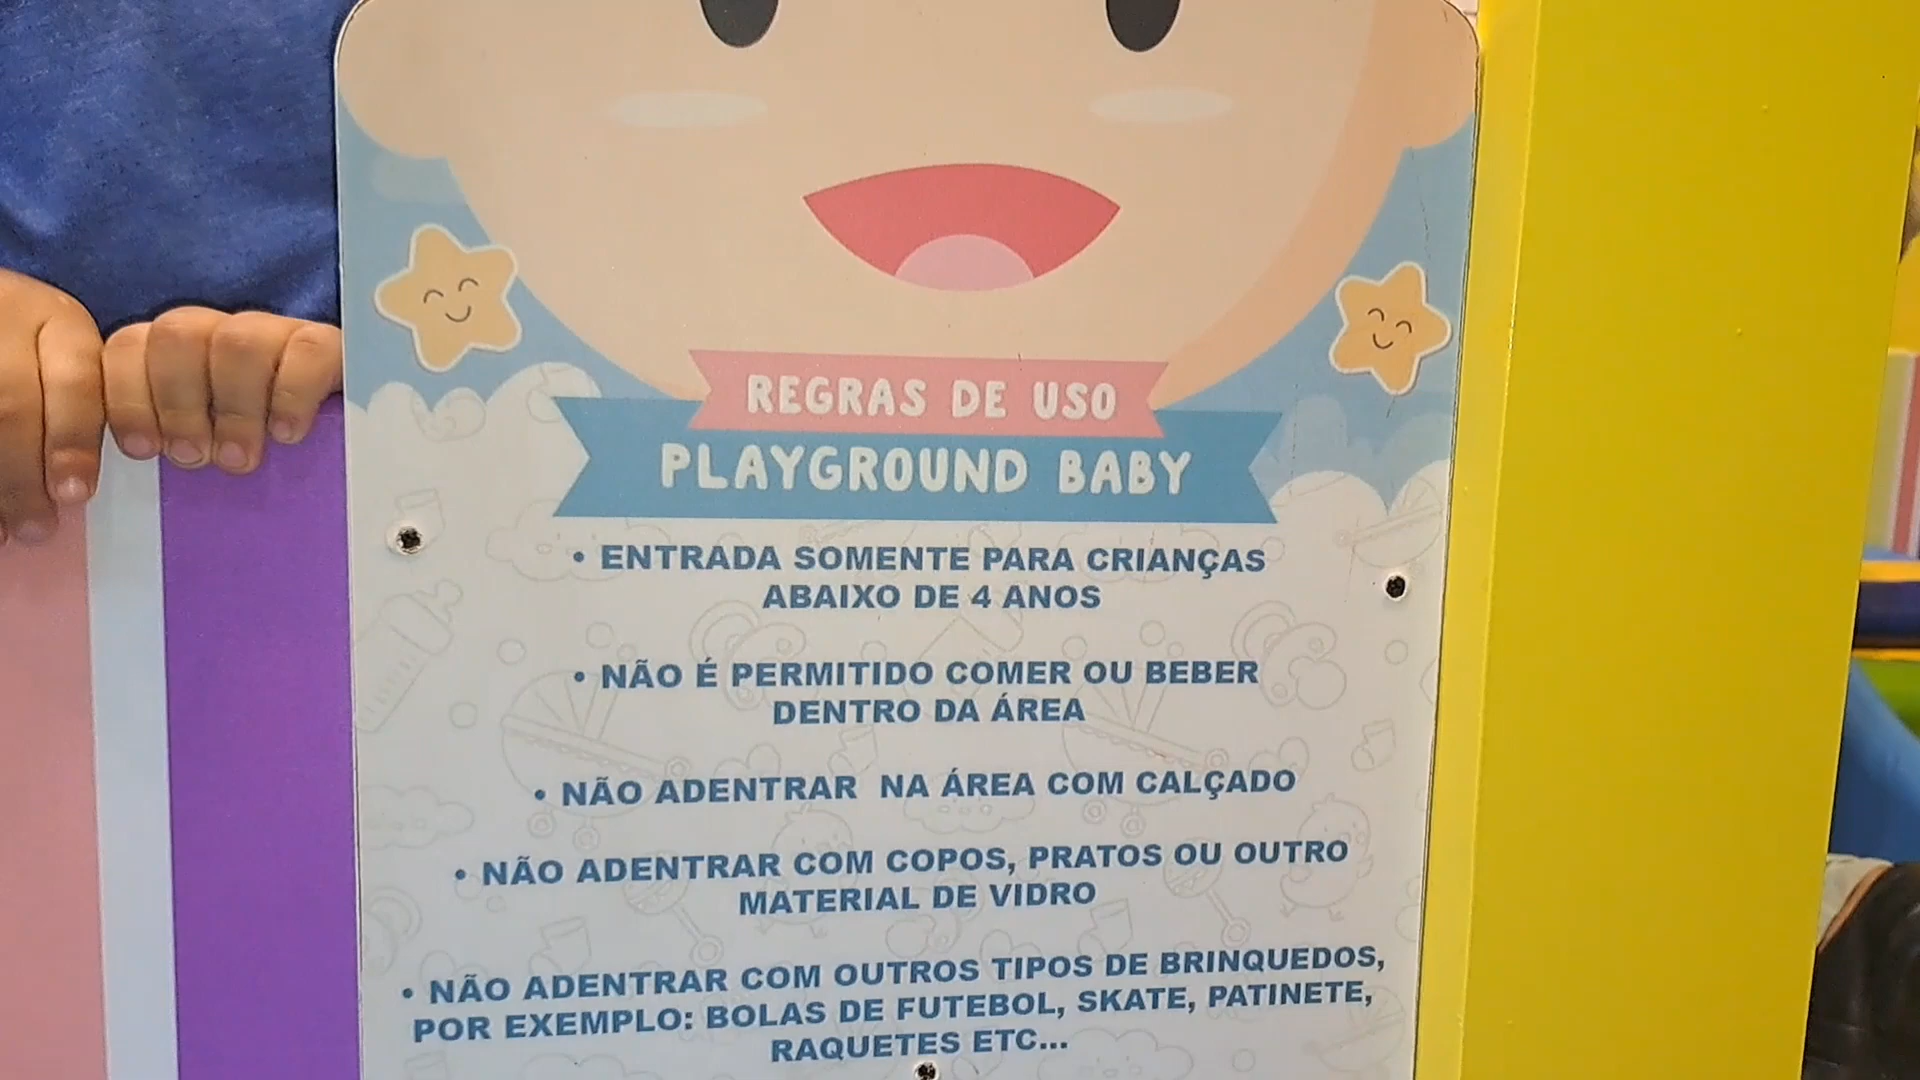 REGRAS DE USO
PLAYGROUND BABY
• ENTRADA SOMENTE PARA CRIANÇAS
ABAIXO DE 4 ANOS
• NÃO É PERMITIDO COMER OU BEBER
DENTRO DA ÁREA
• NÃO ADENTRAR NA ÁREA COM CALÇADO
• NÃO ADENTRAR COM COPOS, PRATOS OU OUTRO
MATERIAL DE VIDRO
• NÃO ADENTRAR COM OUTROS TIPOS DE BRINQUEDOS,
POR EXEMPLO: BOLAS DE FUTEBOL, SKATE, PATINETE,
RAQUETES ETC...